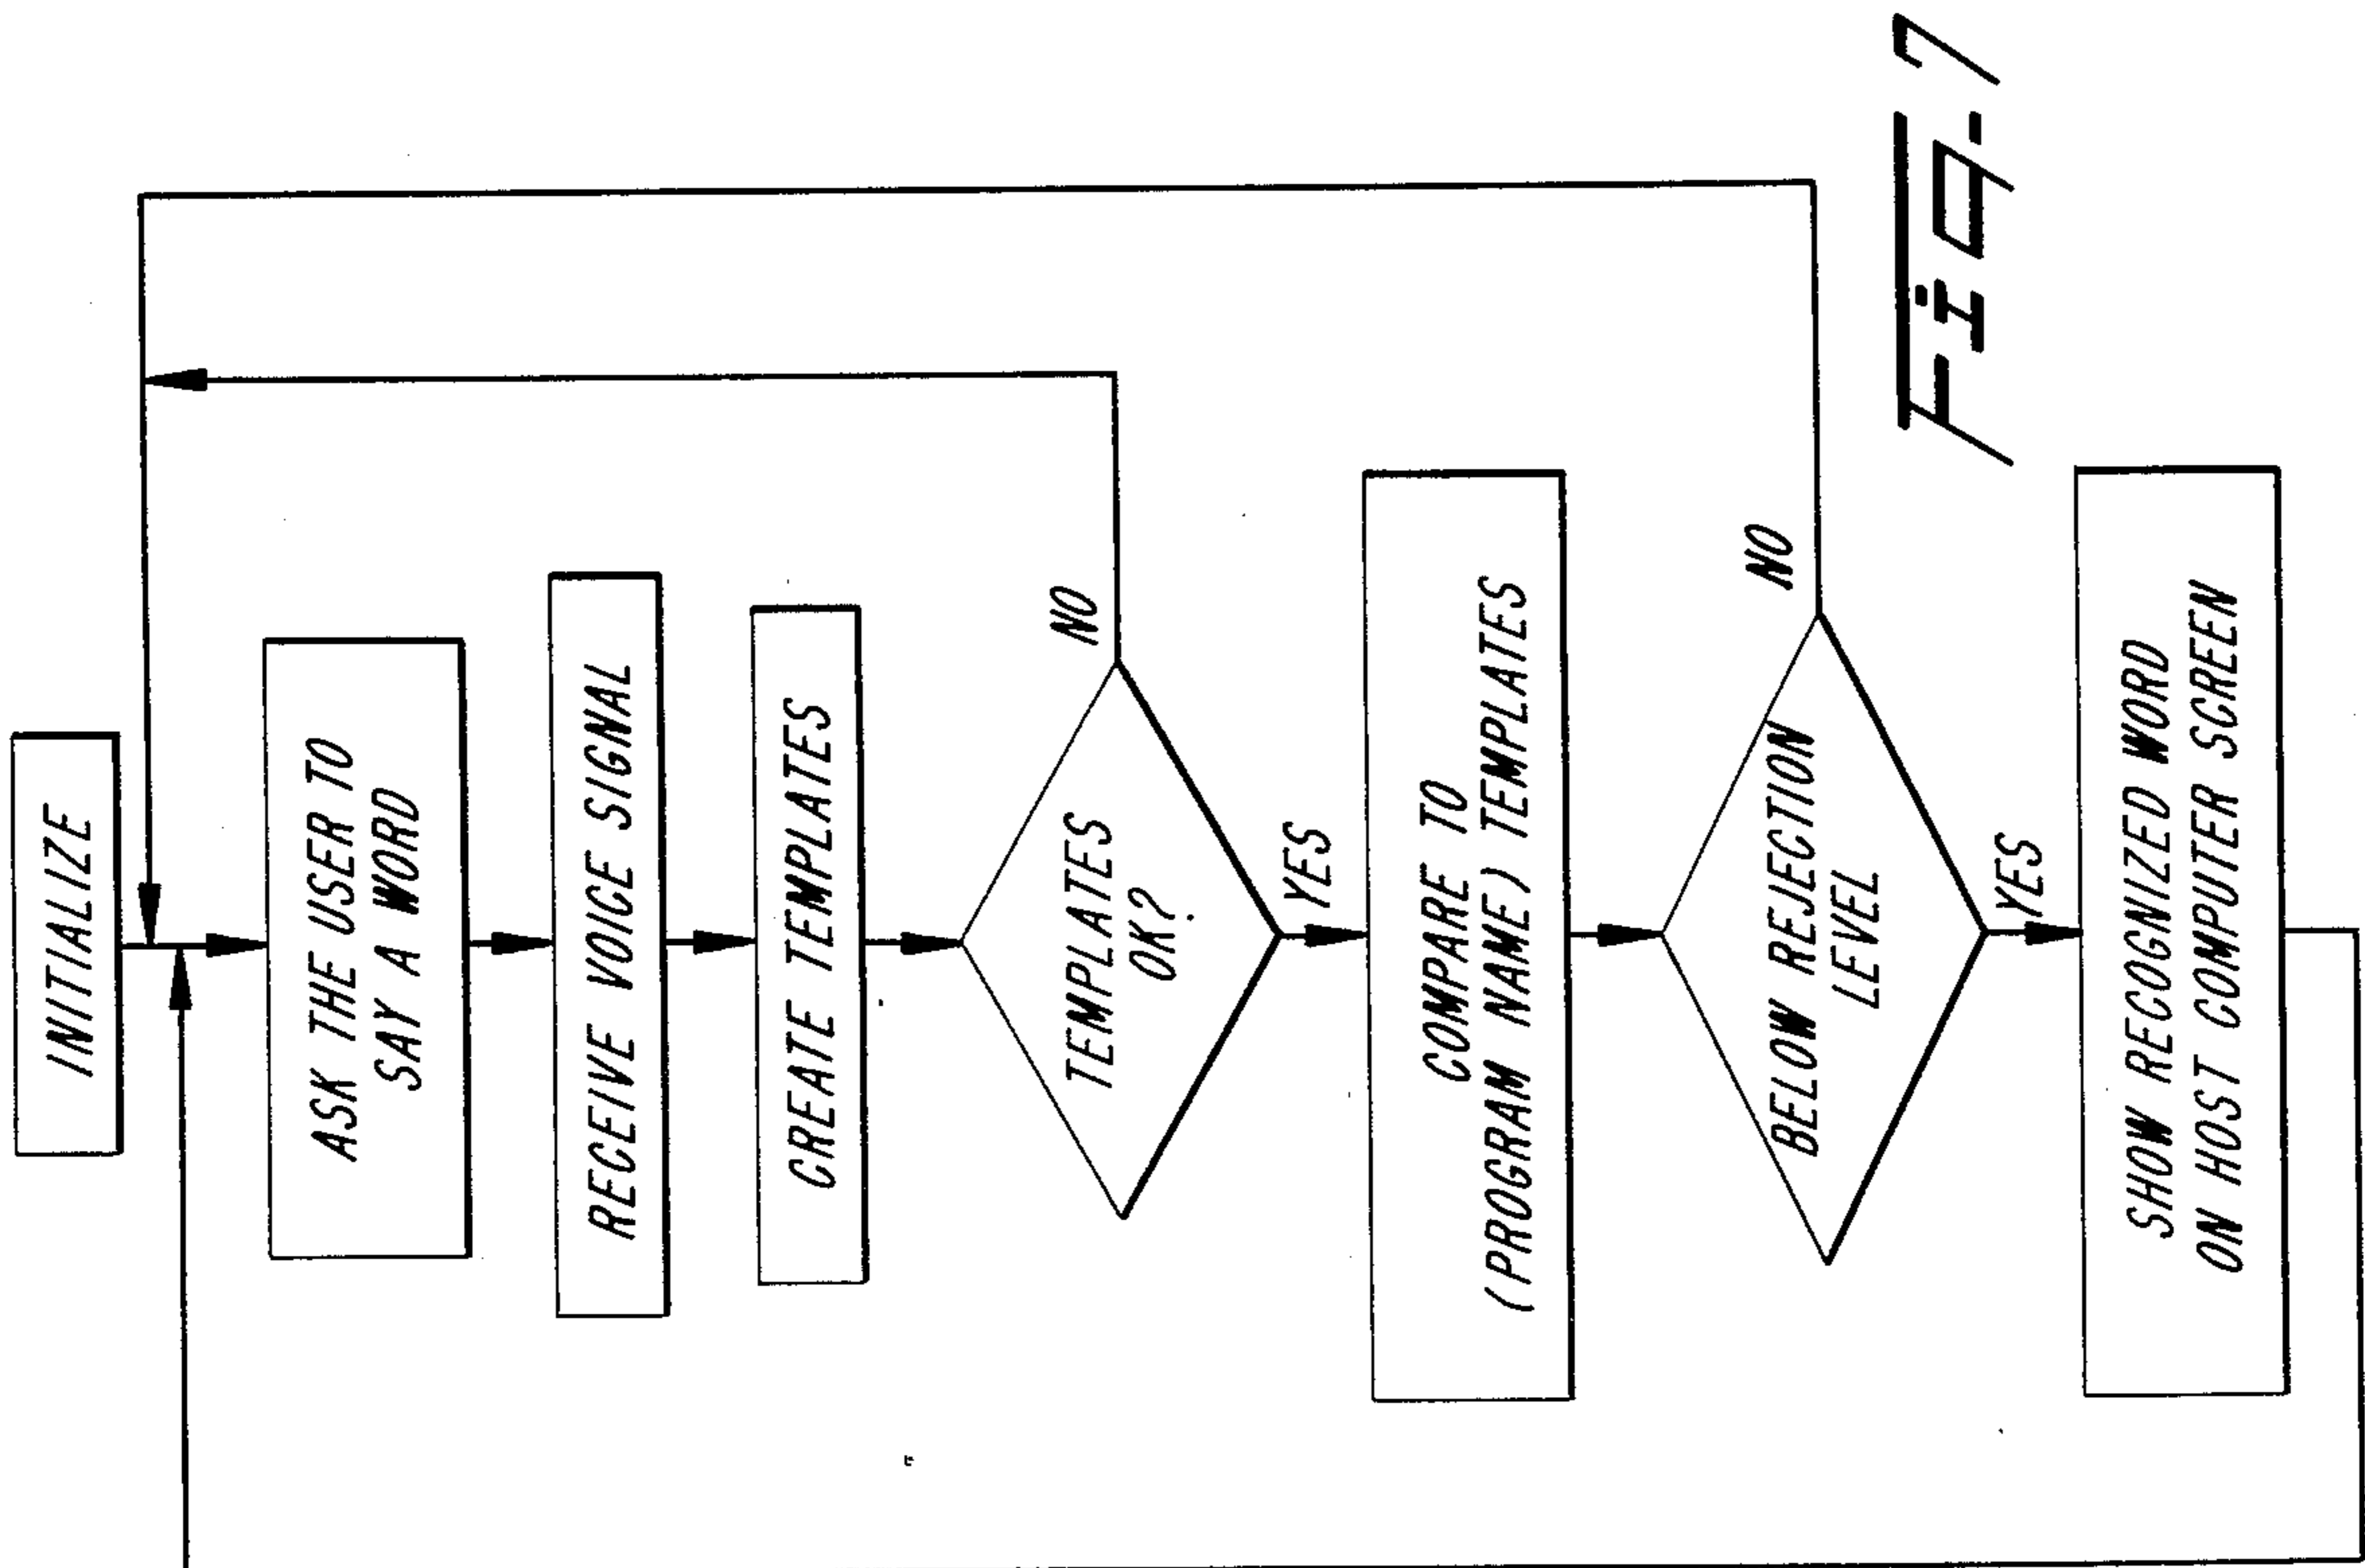 INITIALIZE
ASK THE USER TO
SAY A WORD
RECEIVE VOICE SIGNAL
CREATE TEMPLATES
TEMPLATES
OK?
NO
YES
COMPARE TO
(PROGRAM NAME) TEMPLATES
BELOW REJECTION
LEVEL
NO
YES
SHOW RECOGNIZED WORD
ON HOST COMPUTER SCREEN
Fig. 7